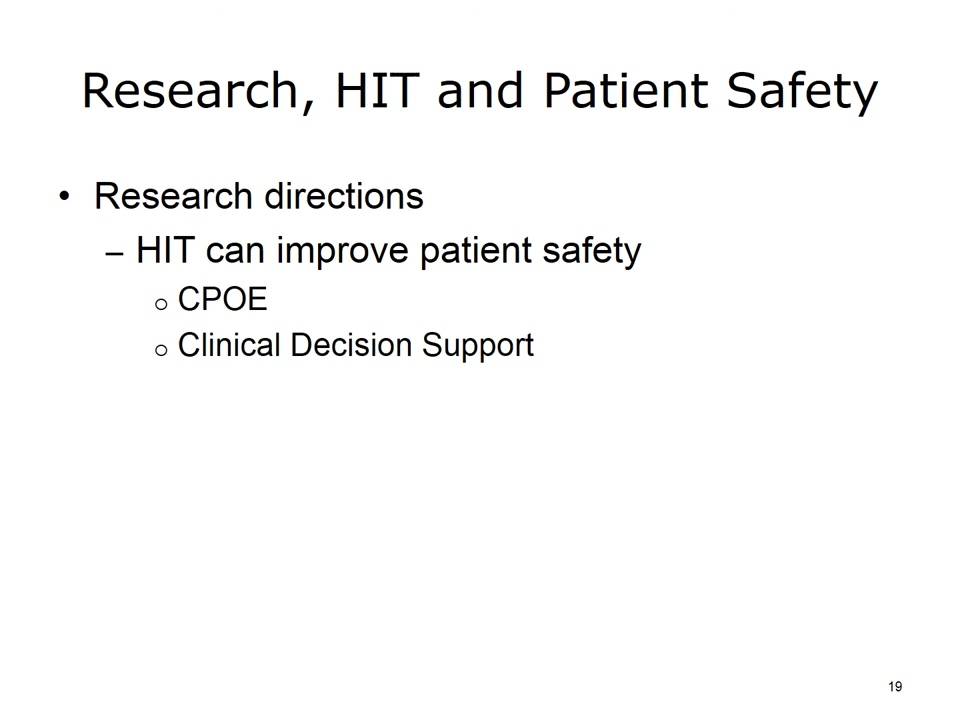 Research, HIT and Patient Safety
• Research directions
– HIT can improve patient safety
o CPOE
o Clinical Decision Support
19